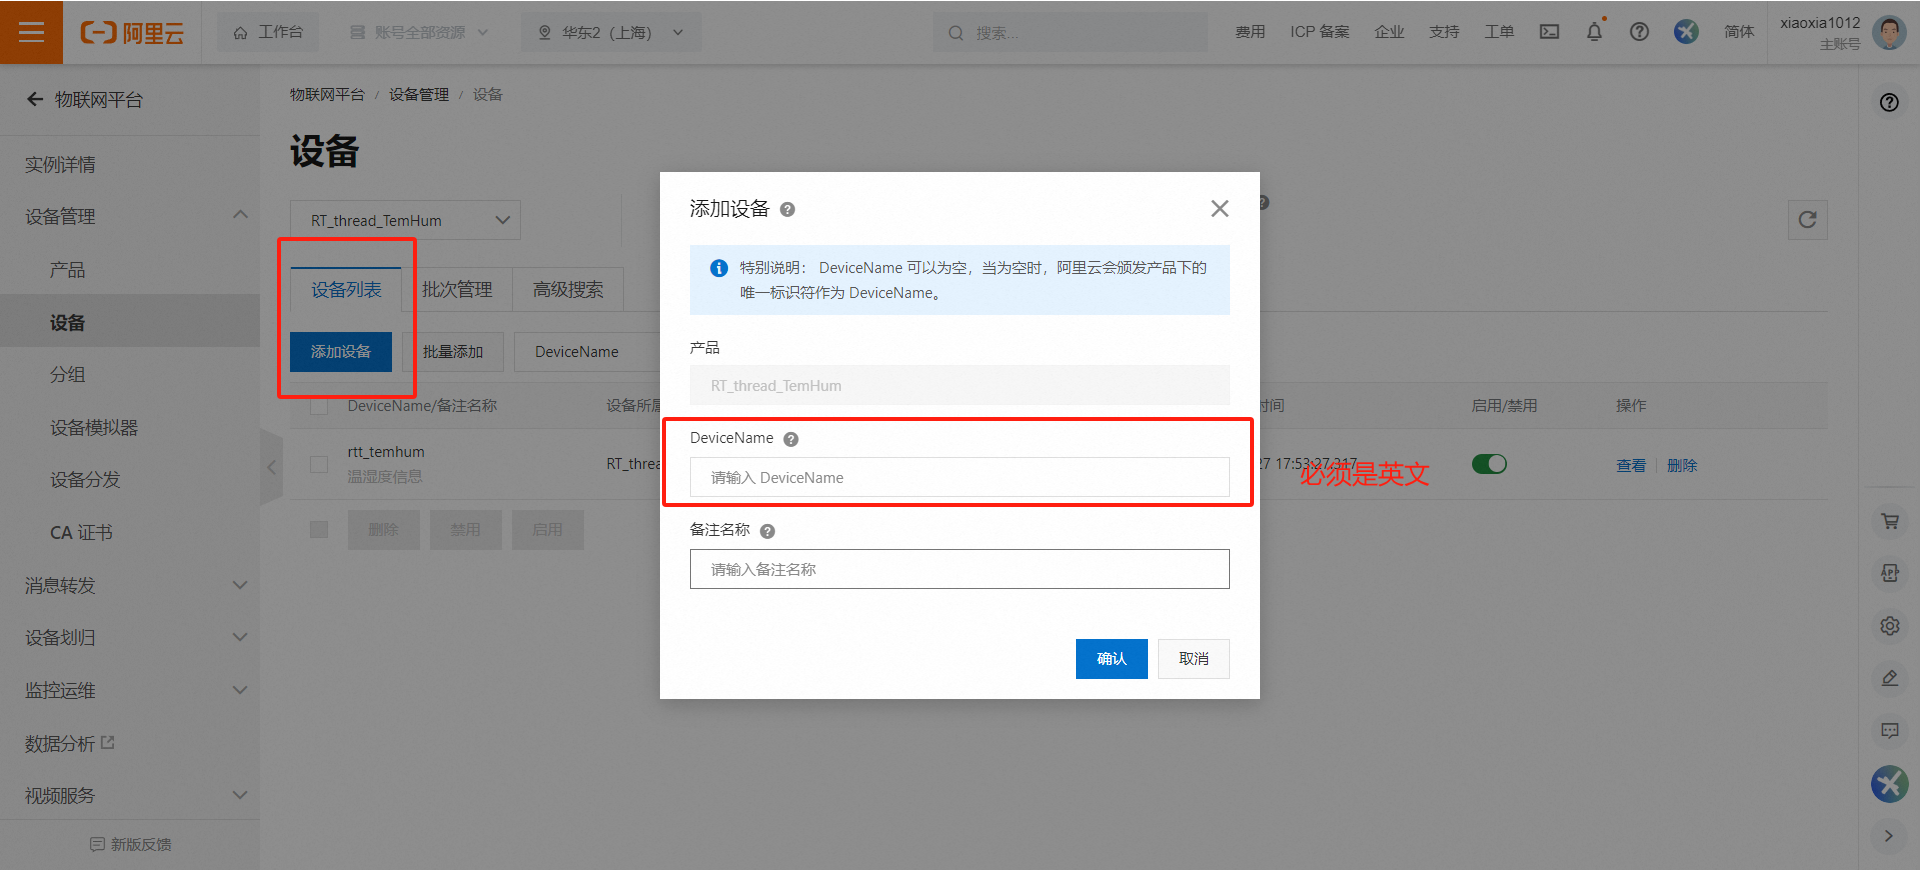 阿里云
工作台
账号全部资源
华东2（上海）
搜索...
费用
ICP 备案
企业
支持
工单
简体
xiaoxia1012
主账号
物联网平台
实例详情
设备管理
产品
设备
分组
设备模拟器
设备分发
CA 证书
消息转发
设备划归
监控运维
数据分析
视频服务
新版反馈
物联网平台 / 设备管理 / 设备
设备
RT_thread_TemHum
设备列表
批次管理
高级搜索
添加设备
批量添加
DeviceName
DeviceName/备注名称
设备所属
时间
启用/禁用
操作
rtt_temhum
温湿度信息
RT_threa
27 17:53:27.317
查看
删除
删除
禁用
启用
添加设备
特别说明： DeviceName 可以为空，当为空时，阿里云会颁发产品下的
唯一标识符作为 DeviceName。
产品
RT_thread_TemHum
DeviceName
请输入 DeviceName
必须是英文
备注名称
请输入备注名称
确认
取消
APP